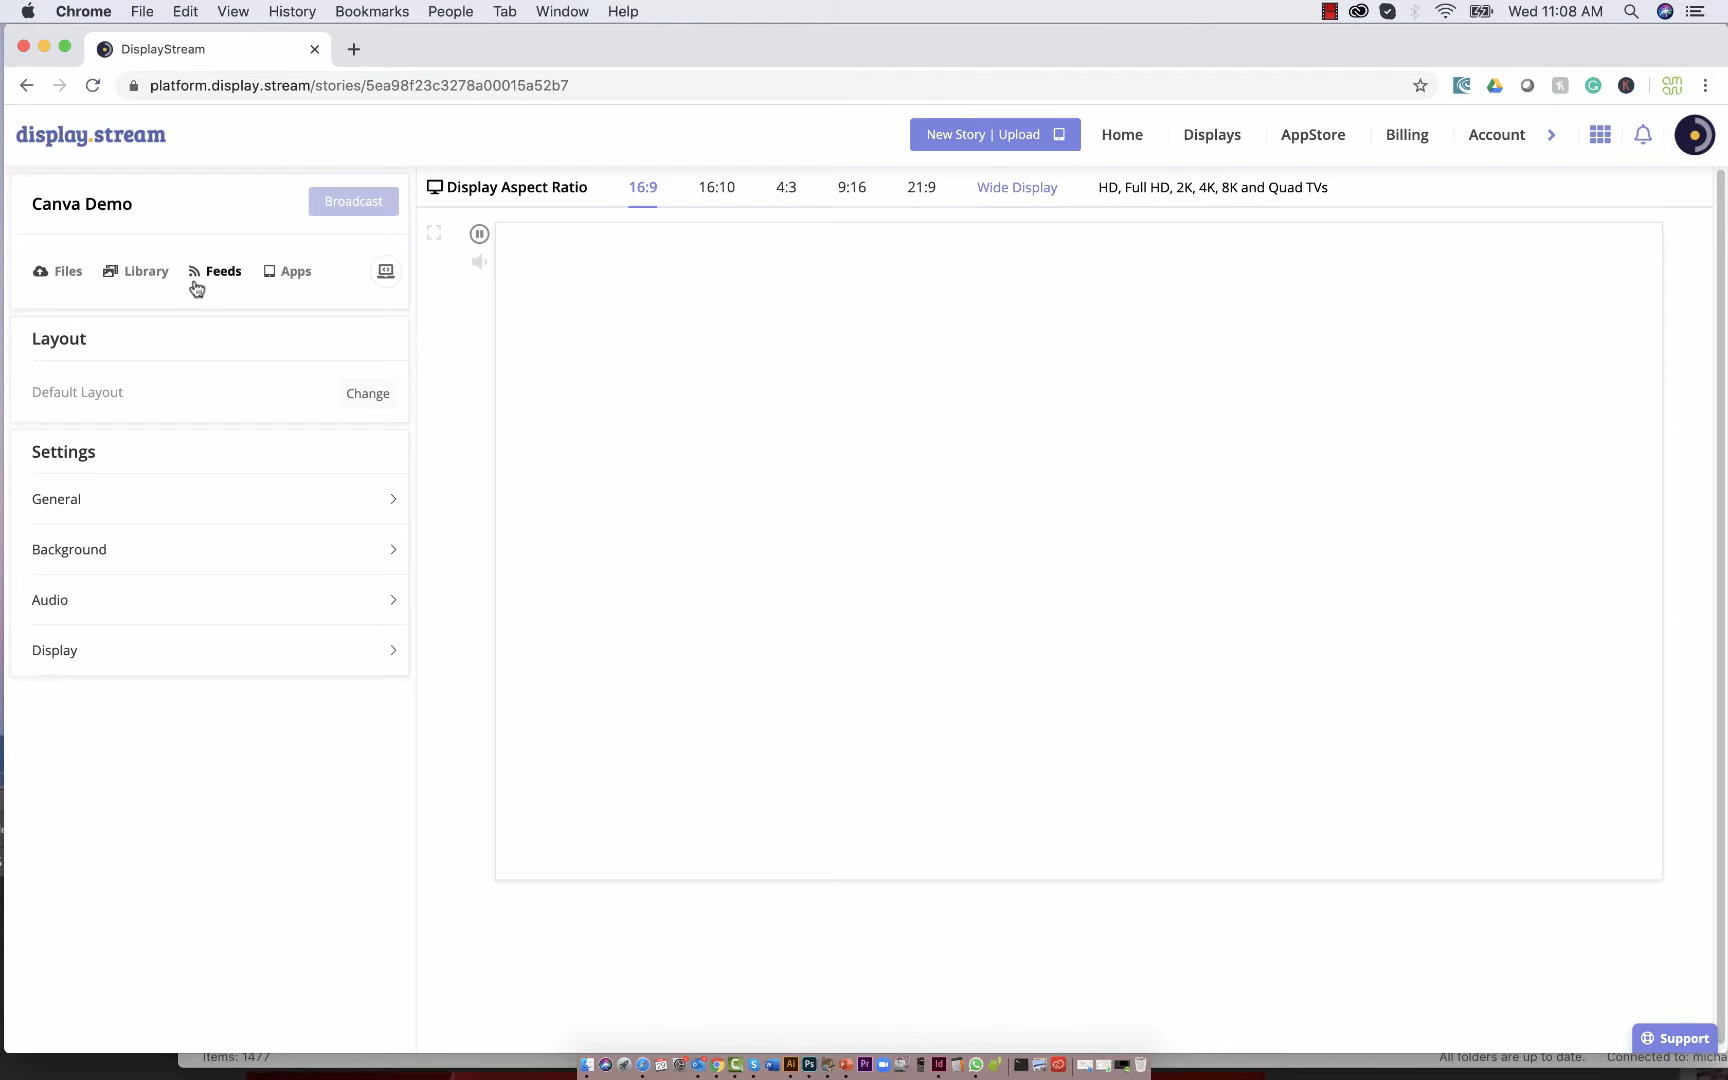 Chrome File Edit View History Bookmarks People Tab Window Help Wed 11:08 AM
DisplayStream
platform.display.stream/stories/5ea98f23c3278a00015a52b7
display.stream New Story | Upload Home Displays AppStore Billing Account
Canva Demo Broadcast
Display Aspect Ratio 16:9 16:10 4:3 9:16 21:9 Wide Display HD, Full HD, 2K, 4K, 8K and Quad TVs
Files Library Feeds Apps
Layout
Default Layout Change
Settings
General
Background
Audio
Display
Support
Items: 1477 All folders are up to date. Connected to: micha